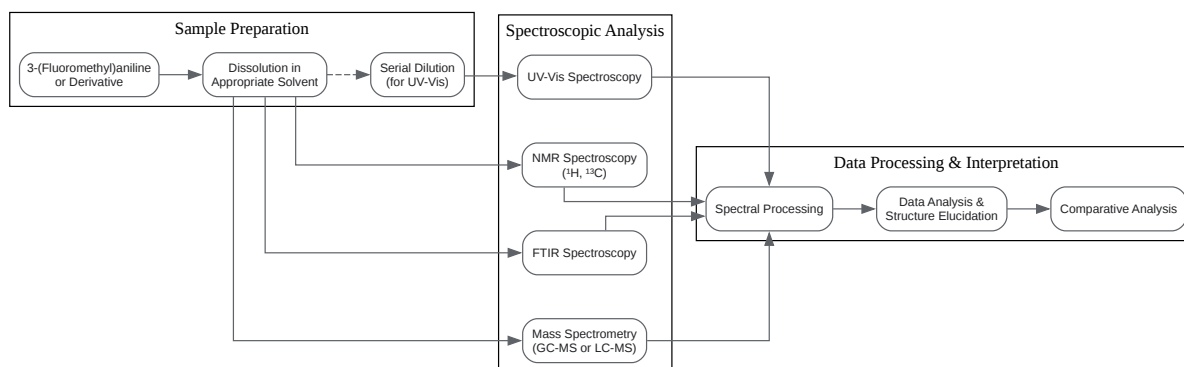 Sample Preparation
3-(Fluoromethyl)aniline
or Derivative
Dissolution in
Appropriate Solvent
Serial Dilution
(for UV-Vis)
Spectroscopic Analysis
UV-Vis Spectroscopy
NMR Spectroscopy
(¹H, ¹³C)
FTIR Spectroscopy
Mass Spectrometry
(GC-MS or LC-MS)
Data Processing & Interpretation
Spectral Processing
Data Analysis &
Structure Elucidation
Comparative Analysis